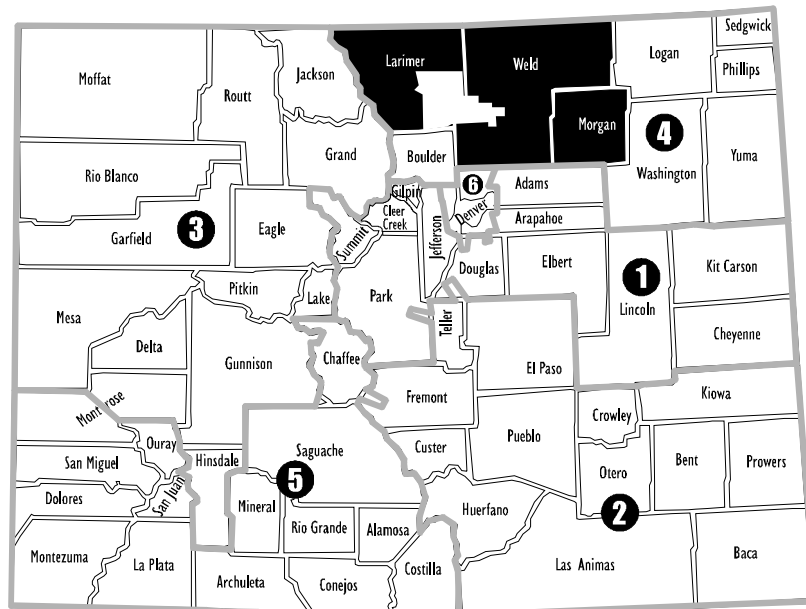 Sedgwick
Moffat
Jackson
Larimer
Weld
Logan
Routt
Phillips
Morgan
4
Grand
Boulder
Yuma
Rio Blanco
Washington
6
Adams
Gilpin
3
Eagle
Cleer
Creek
Denver
Arapahoe
Garfield
Summit
Jefferson
Douglas
Elbert
1
Kit Carson
Pitkin
Lake
Park
Lincoln
Mesa
Teller
Delta
Cheyenne
Gunnison
Chaffee
El Paso
Montrose
Fremont
Kiowa
Crowley
Ouray
Pueblo
Hinsdale
Saguache
Custer
San Miguel
Otero
Bent
Prowers
5
Dolores
San Juan
Mineral
Huerfano
2
Rio Grande
Alamosa
Montezuma
La Plata
Costilla
Las Animas
Baca
Archuleta
Conejos